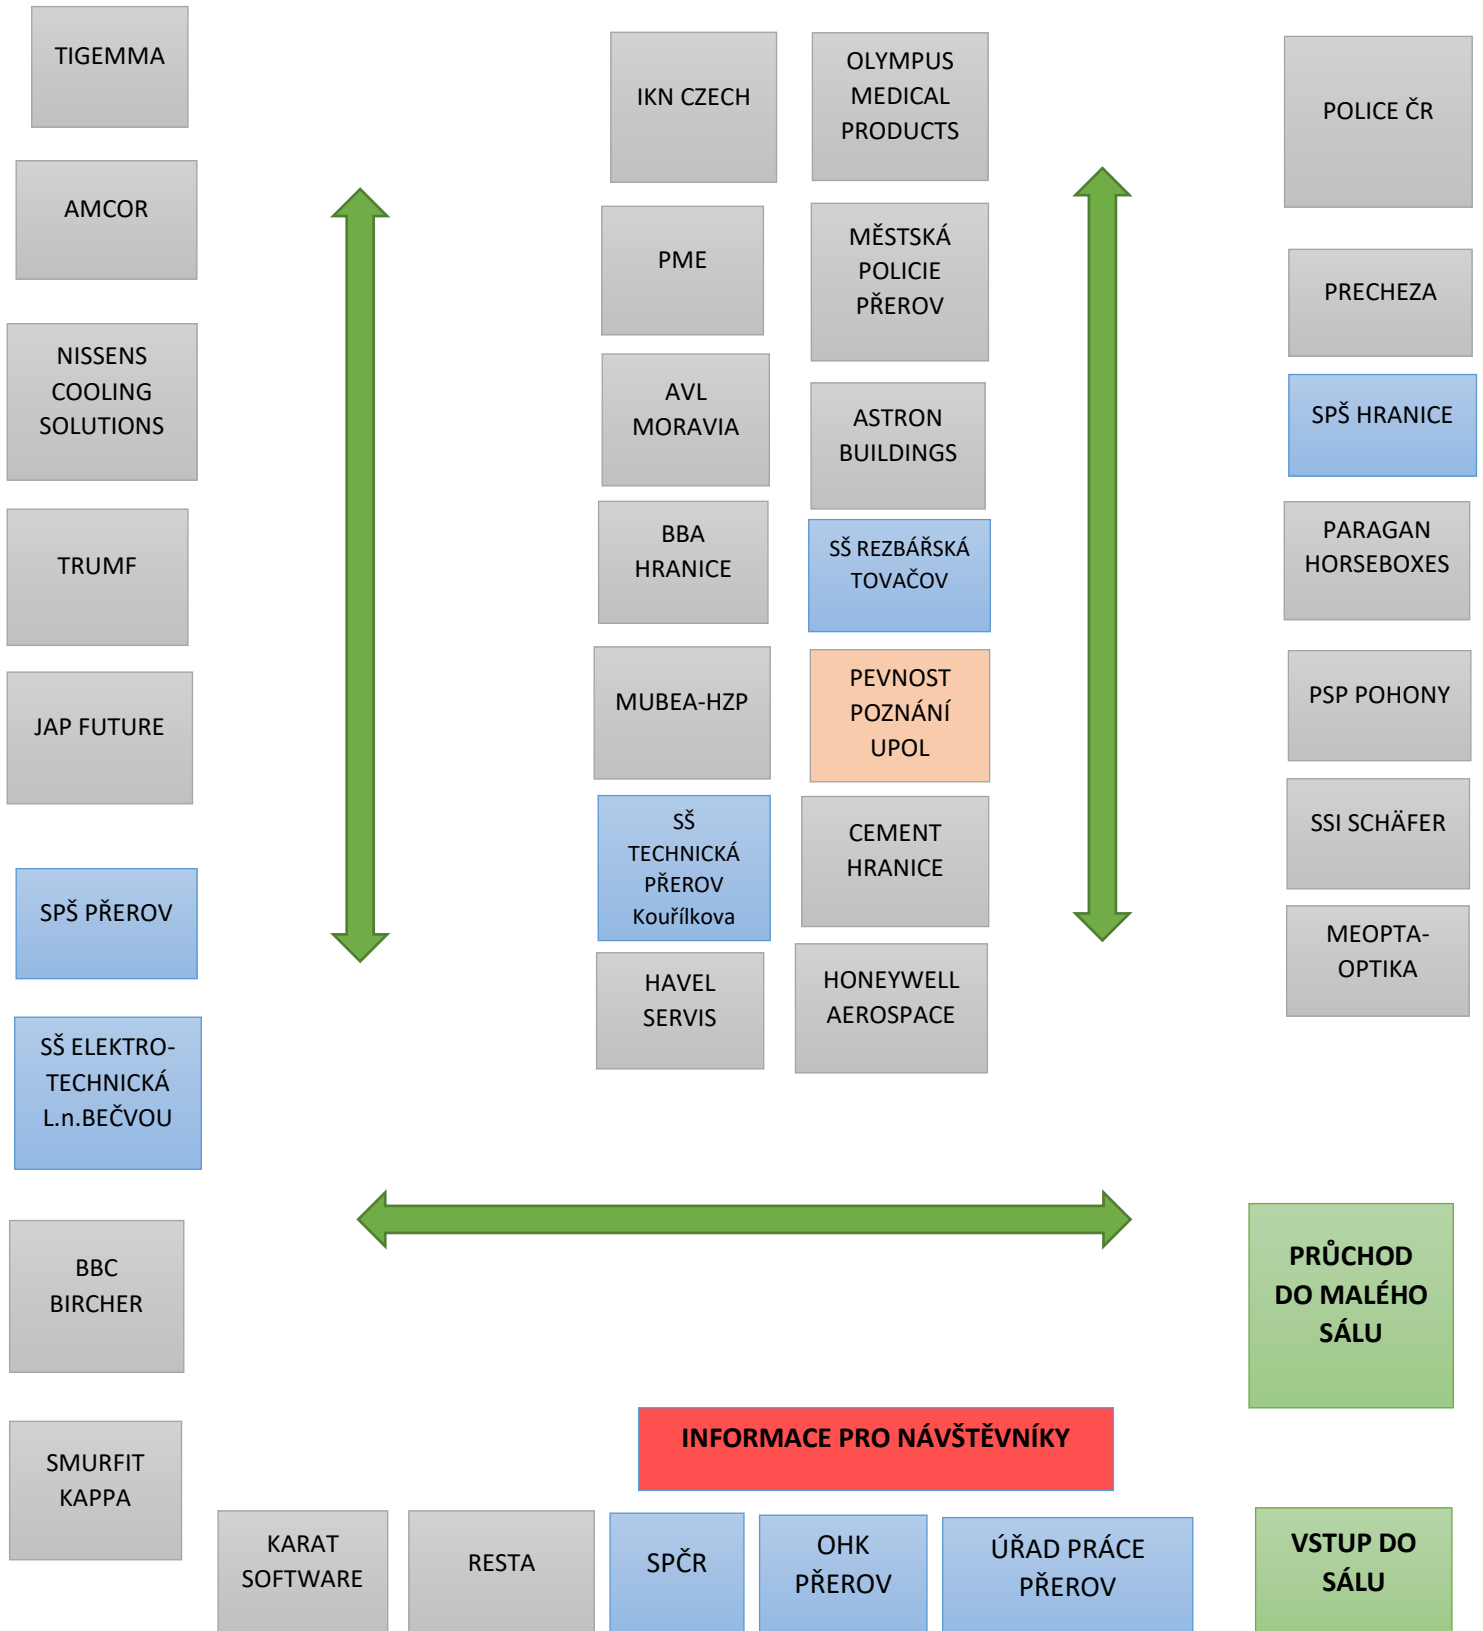 TIGEMMA
IKN CZECH
OLYMPUS
MEDICAL
PRODUCTS
POLICE ČR
AMCOR
PME
MĚSTSKÁ
POLICIE
PŘEROV
PRECHEZA
NISSENS
COOLING
SOLUTIONS
AVL
MORAVIA
ASTRON
BUILDINGS
SPŠ HRANICE
TRUMF
BBA
HRANICE
SŠ REZBÁŘSKÁ
TOVAČOV
PARAGAN
HORSEBOXES
JAP FUTURE
MUBEA-HZP
PEVNOST
POZNÁNÍ
UPOL
PSP POHONY
SŠ
TECHNICKÁ
PŘEROV
Kouřílkova
CEMENT
HRANICE
SSI SCHÄFER
SPŠ PŘEROV
HAVEL
SERVIS
HONEYWELL
AEROSPACE
MEOPTA-
OPTIKA
SŠ ELEKTRO-
TECHNICKÁ
L.n.BEČVOU
BBC
BIRCHER
PRŮCHOD
DO MALÉHO
SÁLU
INFORMACE PRO NÁVŠTĚVNÍKY
SMURFIT
KAPPA
KARAT
SOFTWARE
RESTA
SPČR
OHK
PŘEROV
ÚŘAD PRÁCE
PŘEROV
VSTUP DO
SÁLU